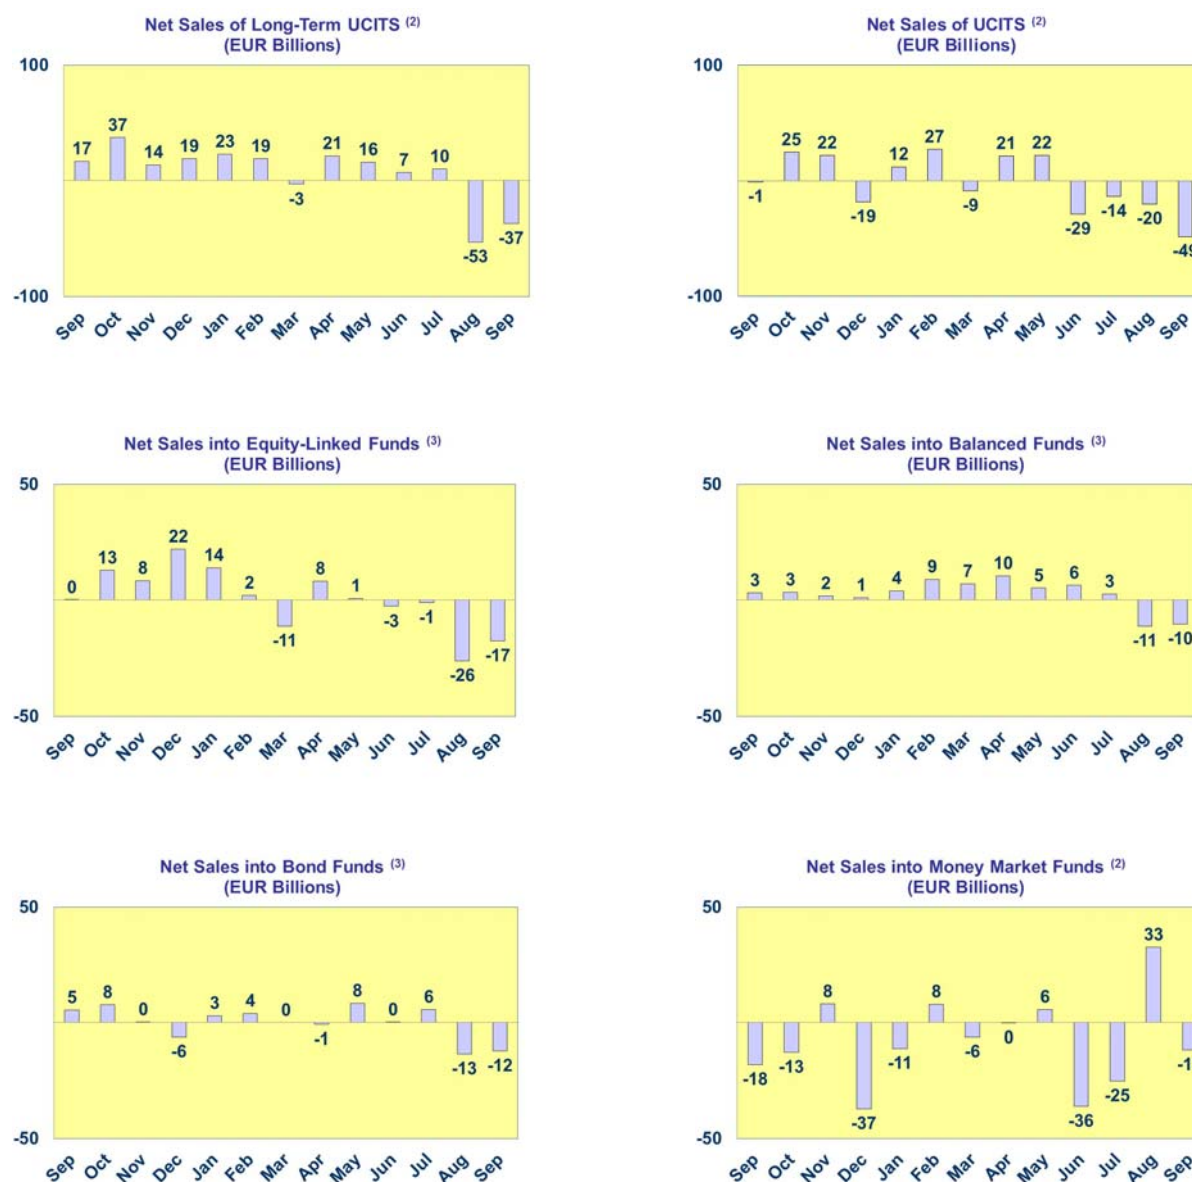 Net Sales of Long-Term UCITS (2)
(EUR Billions)
100
17 37 14 19 23 19 -3 21 16 7 10 -53 -37
-100
Sep Oct Nov Dec Jan Feb Mar Apr May Jun Jul Aug Sep
Net Sales of UCITS (2)
(EUR Billions)
100
-1 25 22 -19 12 27 -9 21 22 -29 -14 -20 -49
-100
Sep Oct Nov Dec Jan Feb Mar Apr May Jun Jul Aug Sep
Net Sales into Equity-Linked Funds (3)
(EUR Billions)
50
0 13 8 22 14 2 -11 8 1 -3 -1 -26 -17
-50
Sep Oct Nov Dec Jan Feb Mar Apr May Jun Jul Aug Sep
Net Sales into Balanced Funds (3)
(EUR Billions)
50
3 3 2 1 4 9 7 10 5 6 3 -11 -10
-50
Sep Oct Nov Dec Jan Feb Mar Apr May Jun Jul Aug Sep
Net Sales into Bond Funds (3)
(EUR Billions)
50
5 8 0 -6 3 4 0 -1 8 0 6 -13 -12
-50
Sep Oct Nov Dec Jan Feb Mar Apr May Jun Jul Aug Sep
Net Sales into Money Market Funds (2)
(EUR Billions)
50
-18 -13 8 -37 -11 8 -6 0 6 -36 -25 33
-50
Sep Oct Nov Dec Jan Feb Mar Apr May Jun Jul Aug Sep